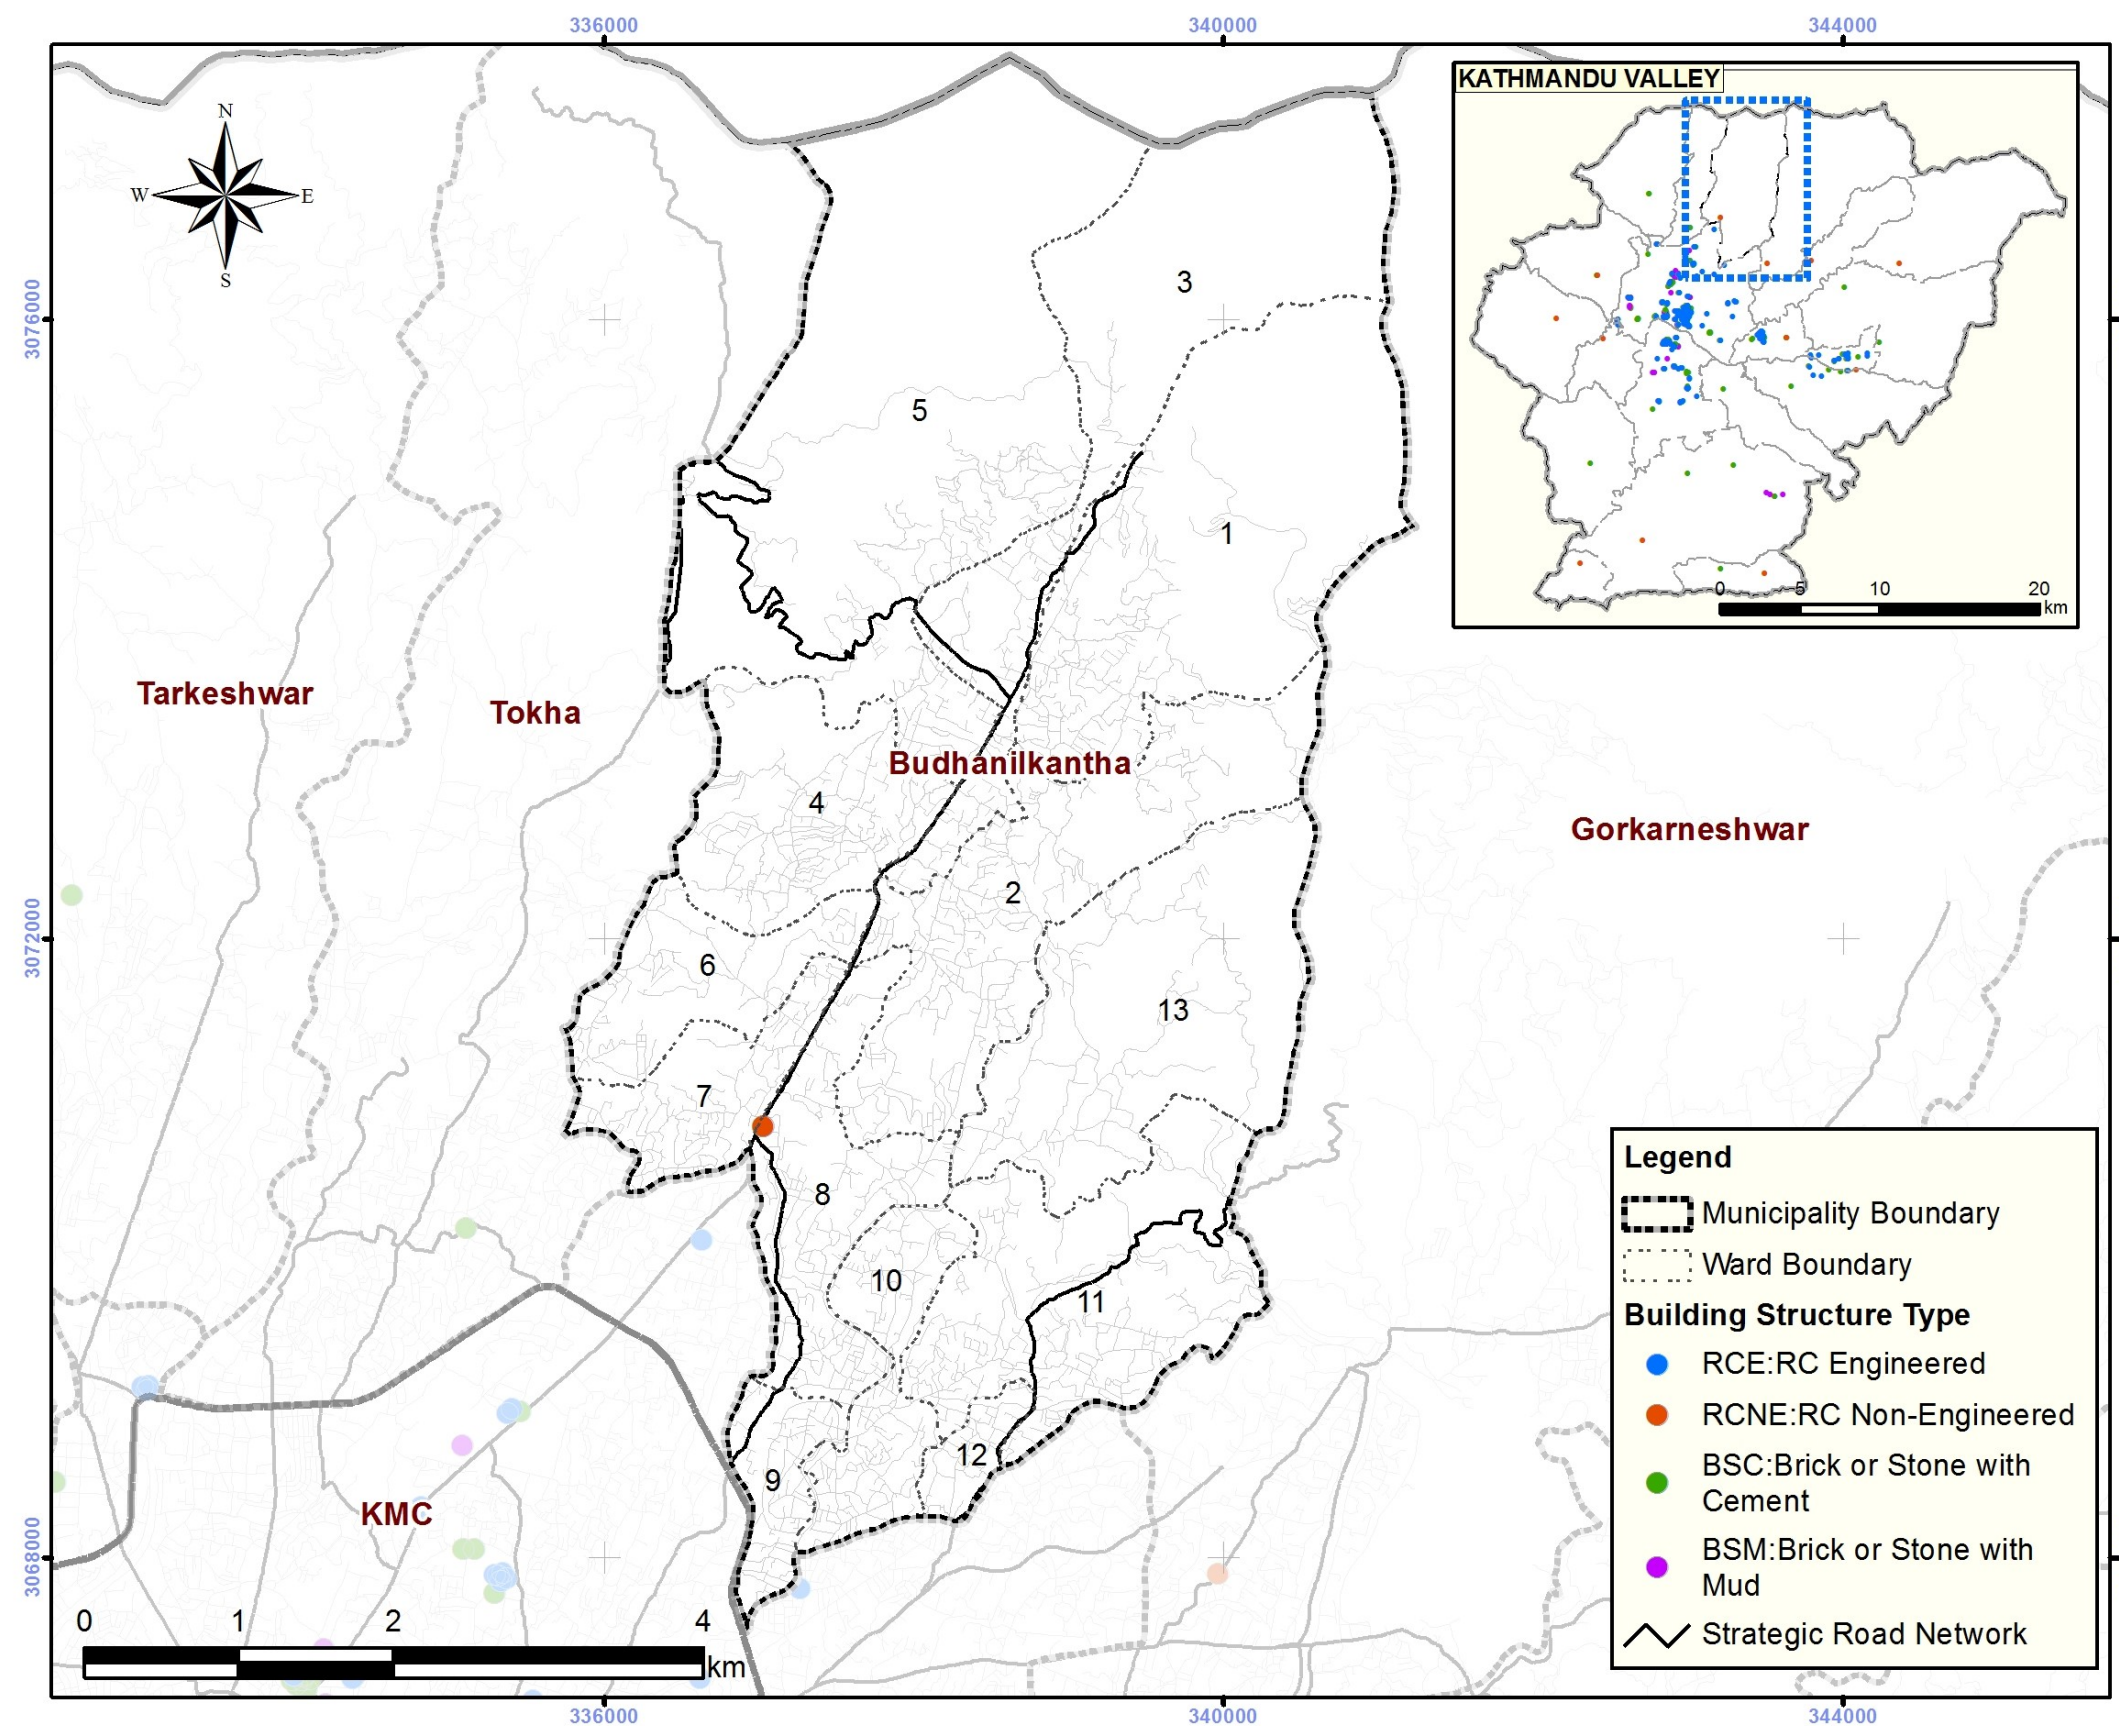 336000
340000
344000
KATHMANDU VALLEY
N
W
E
S
3
3076000
5
1
0
5
10
20
km
Tarkeshwar
Tokha
Budhanilkantha
4
Gorkarneshwar
2
3072000
6
13
7
8
10
11
12
9
KMC
3068000
0
1
2
4
km
Legend
Municipality Boundary
Ward Boundary
Building Structure Type
RCE:RC Engineered
RCNE:RC Non-Engineered
BSC:Brick or Stone with
Cement
BSM:Brick or Stone with
Mud
Strategic Road Network
336000
340000
344000